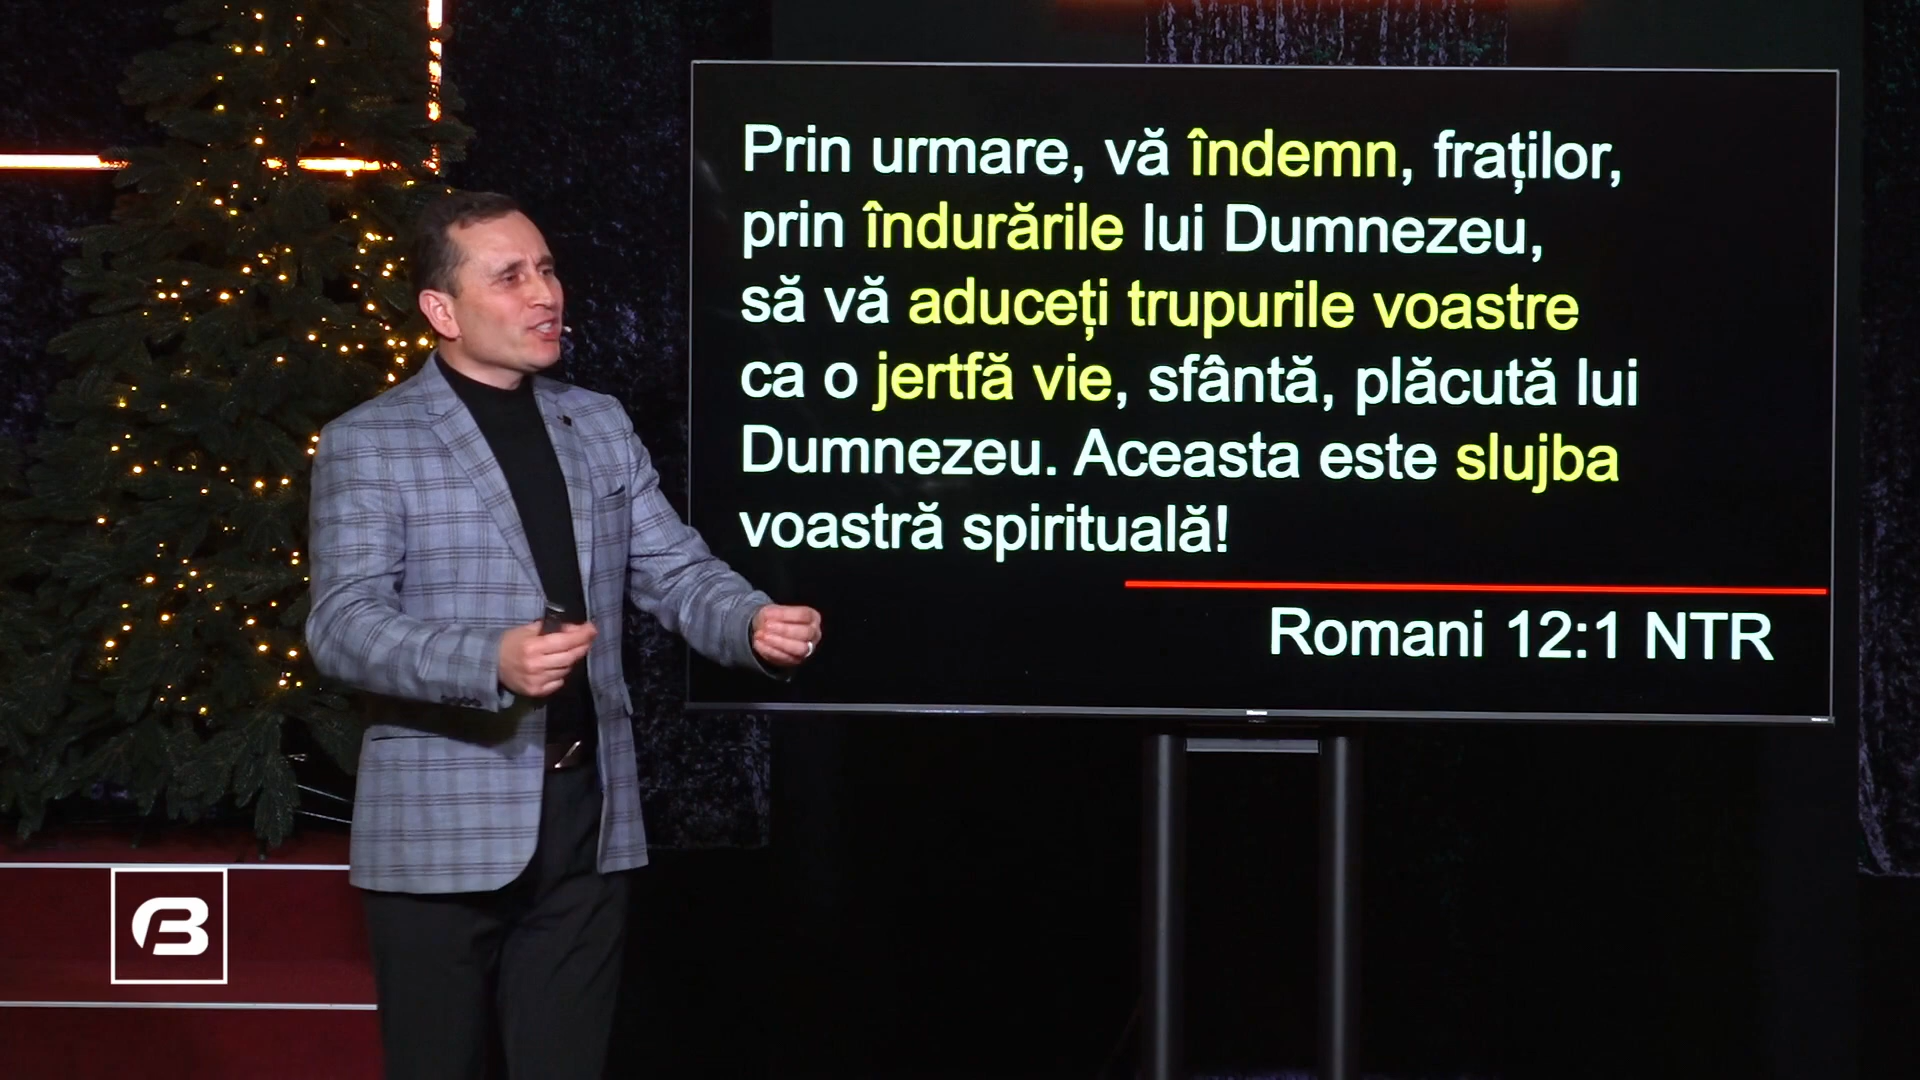 Prin urmare, vă îndemn, fraților,
prin îndurările lui Dumnezeu,
să vă aduceți trupurile voastre
ca o jertfă vie, sfântă, plăcută lui
Dumnezeu. Aceasta este slujba
voastră spirituală!
Romani 12:1 NTR
B